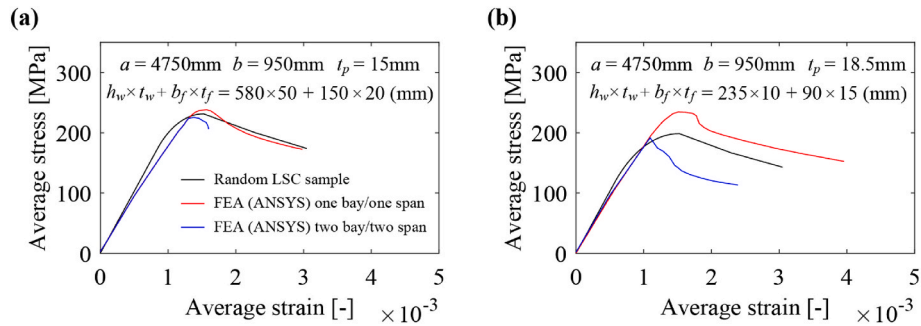 (a)
Average stress [MPa]
300
200
100
0
a = 4750mm b = 950mm t_p = 15mm
h_w × t_w + b_f × t_f = 580×50 + 150×20 (mm)
Random LSC sample
FEA (ANSYS) one bay/one span
FEA (ANSYS) two bay/two span
0 1 2 3 4 5
Average strain [-] × 10⁻³
(b)
Average stress [MPa]
300
200
100
0
a = 4750mm b = 950mm t_p = 18.5mm
h_w × t_w + b_f × t_f = 235×10 + 90×15 (mm)
0 1 2 3 4 5
Average strain [-] × 10⁻³